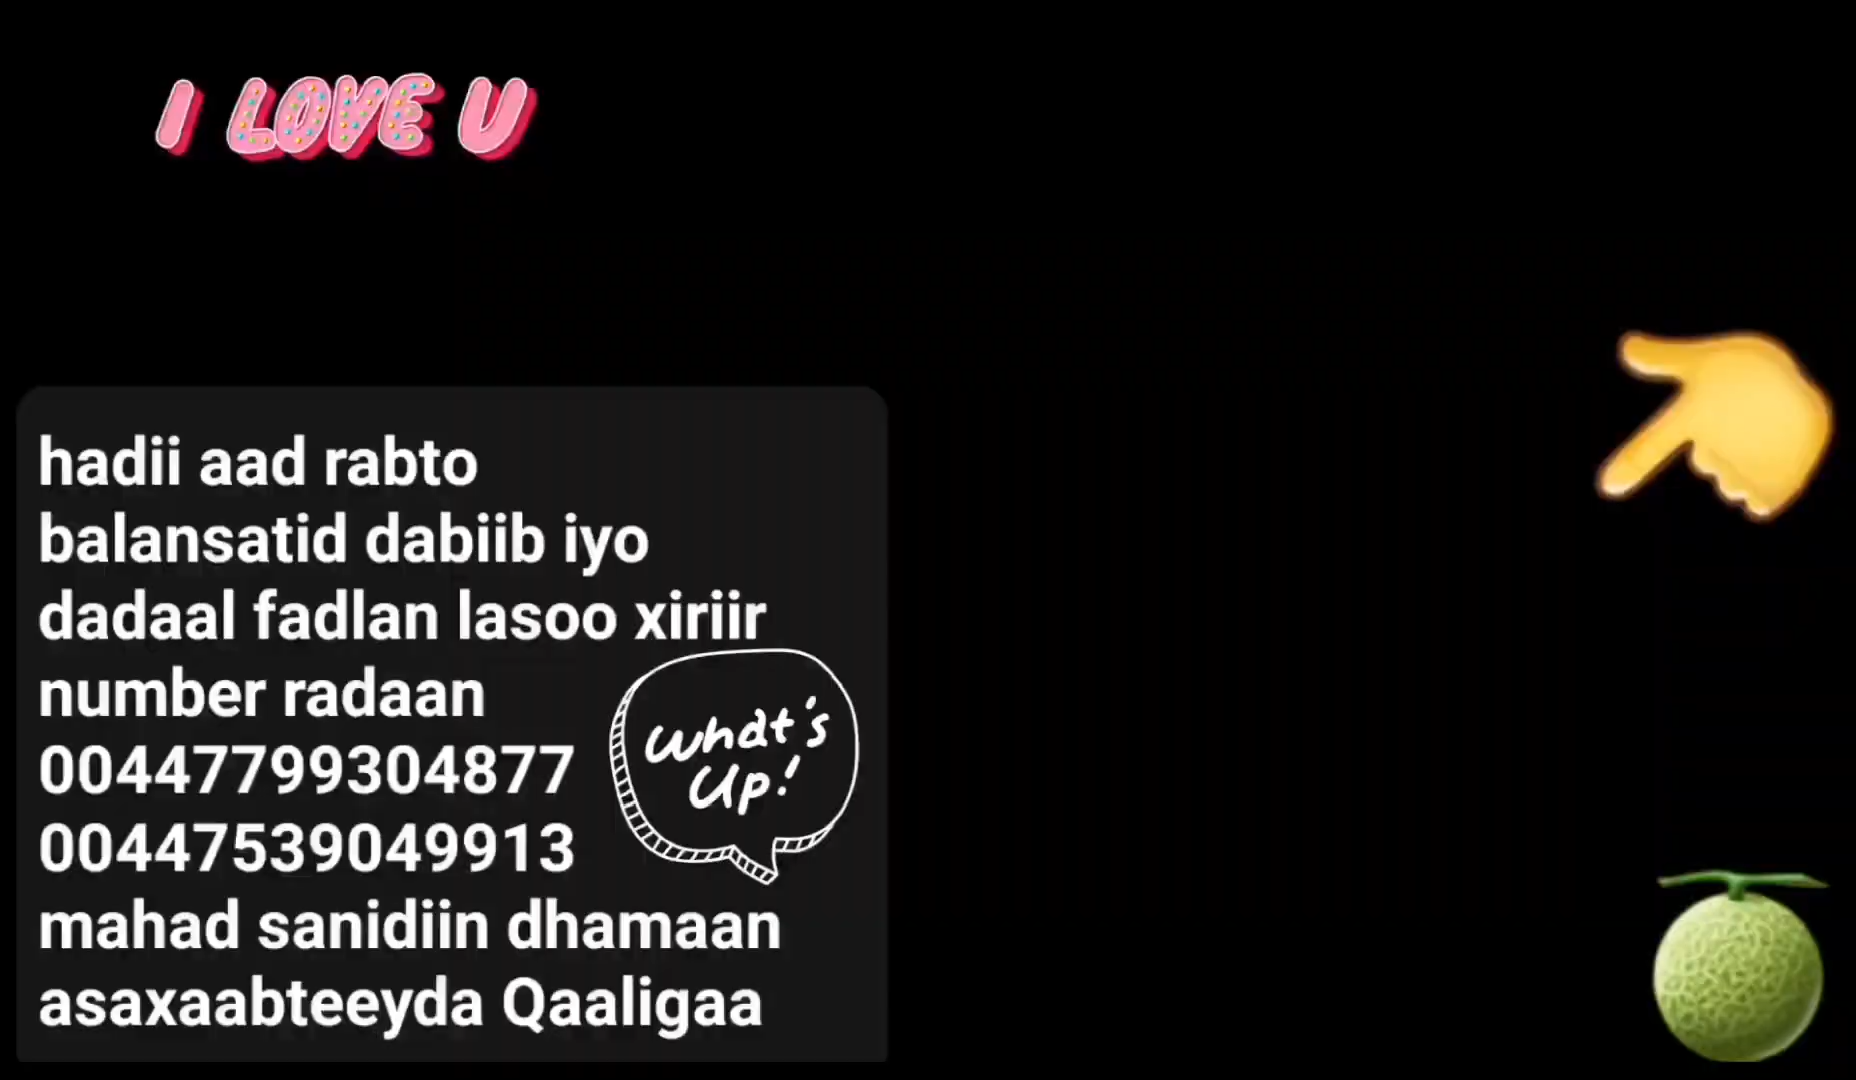 I LOVE U
hadii aad rabto
balansatid dabiib iyo
dadaal fadlan lasoo xiriir
number radaan
00447799304877
00447539049913
What's
Up!
mahad sanidiin dhamaan
asaxaabteeyda Qaaligaa